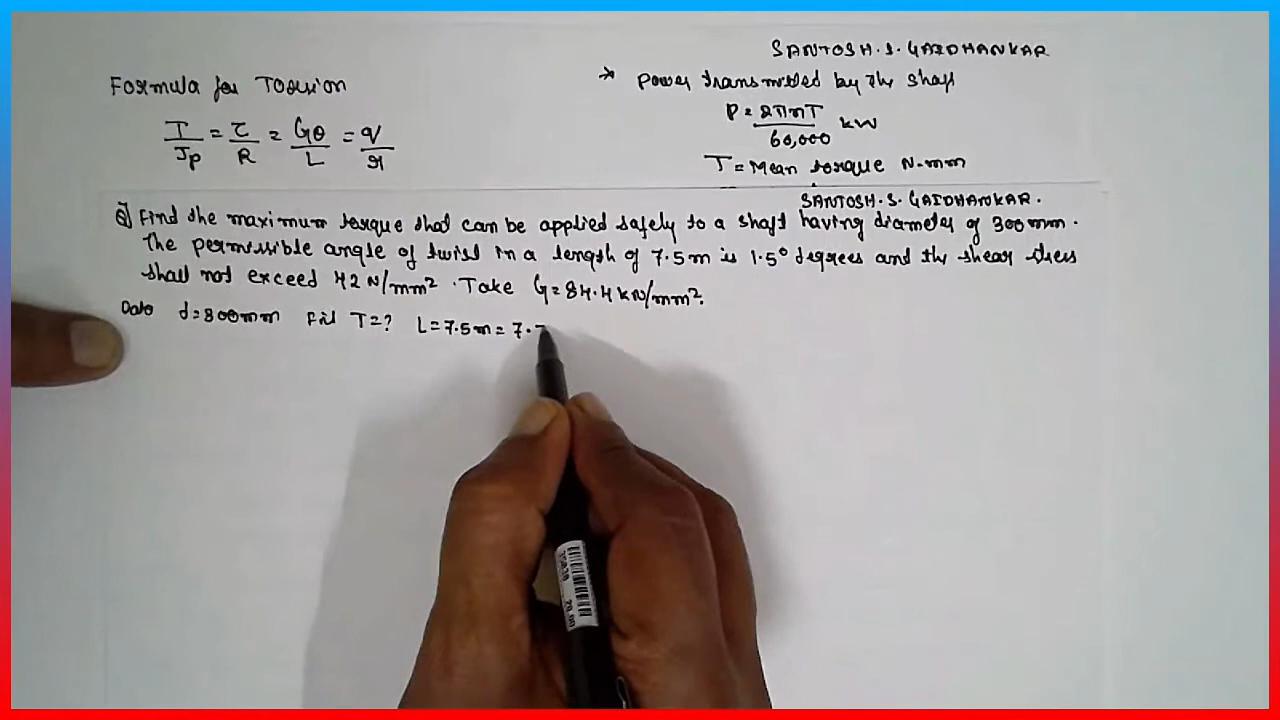 SANTOSH.S.GAIDHANKAR
Formula for Torsion
* Power transmitted by the shaft
T/Jp = τ/R = Gθ/L = q/r
P = 2πnT/60,000 kW
T = Mean torque N-mm
SANTOSH.S.GAIDHANKAR.
Q] Find the maximum torque that can be applied safely to a shaft having diameter of 300mm.
The permissible angle of twist in a length of 7.5m is 1.5° degrees and the shear stress
shall not exceed 42 N/mm². Take G = 84.4 kN/mm².
Data d=300mm Find T=? L=7.5m = 7.